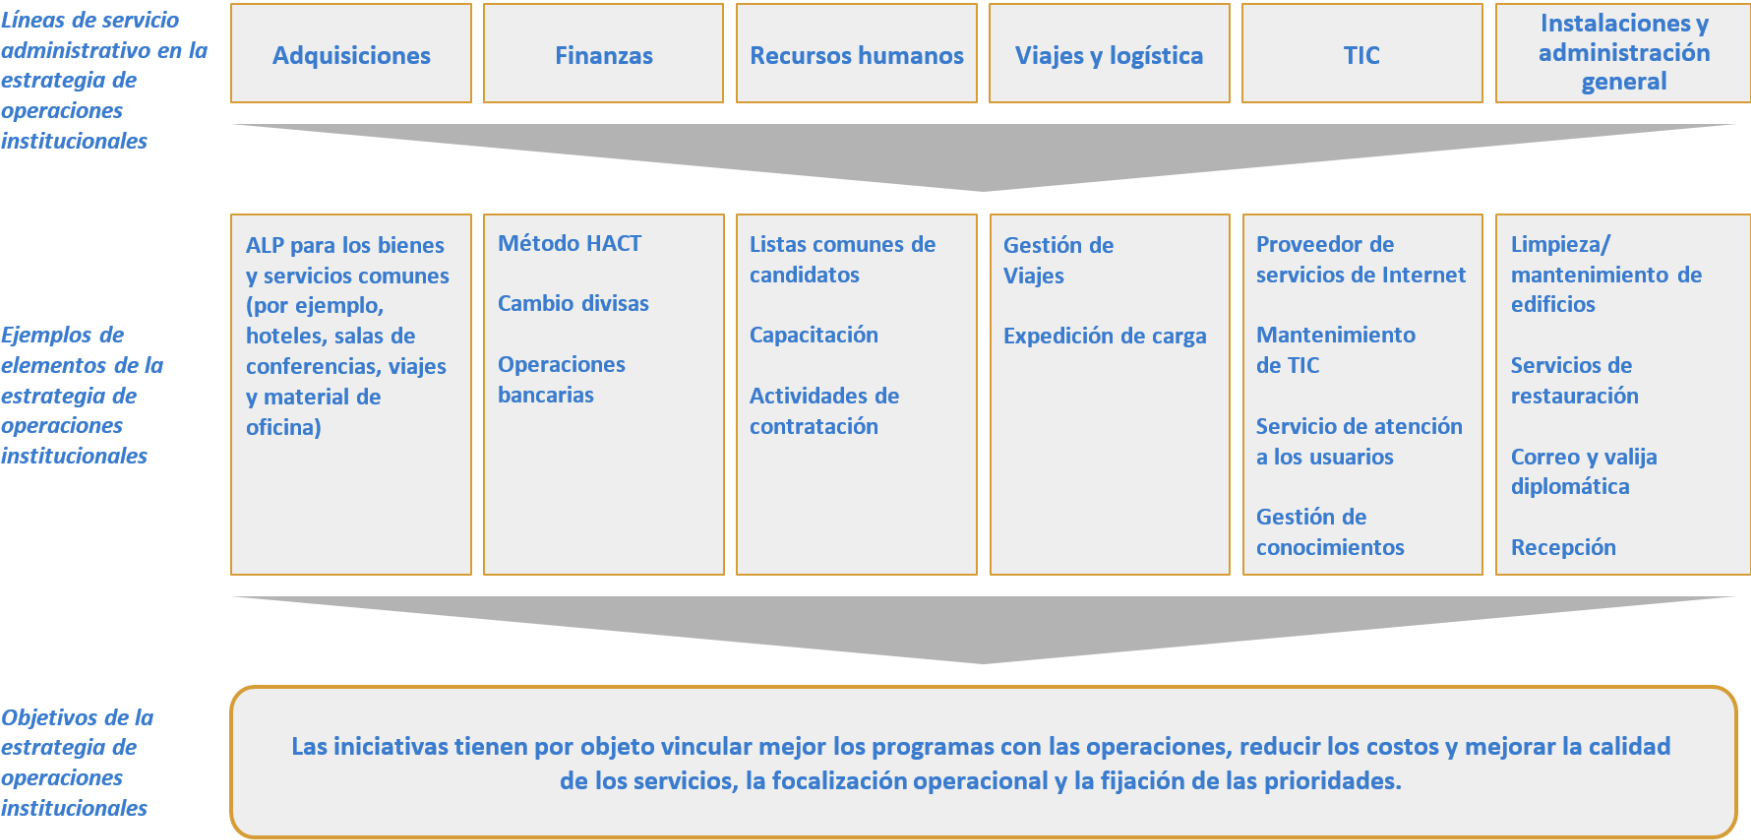 Líneas de servicio
administrativo en la
estrategia de
operaciones
institucionales
Adquisiciones
Finanzas
Recursos humanos
Viajes y logística
TIC
Instalaciones y
administración
general
Ejemplos de
elementos de la
estrategia de
operaciones
institucionales
ALP para los bienes
y servicios comunes
(por ejemplo,
hoteles, salas de
conferencias, viajes
y material de
oficina)
Método HACT
Cambio divisas
Operaciones
bancarias
Listas comunes de
candidatos
Capacitación
Actividades de
contratación
Gestión de
Viajes
Expedición de carga
Proveedor de
servicios de Internet
Mantenimiento
de TIC
Servicio de atención
a los usuarios
Gestión de
conocimientos
Limpieza/
mantenimiento de
edificios
Servicios de
restauración
Correo y valija
diplomática
Recepción
Objetivos de la
estrategia de
operaciones
institucionales
Las iniciativas tienen por objeto vincular mejor los programas con las operaciones, reducir los costos y mejorar la calidad
de los servicios, la focalización operacional y la fijación de las prioridades.